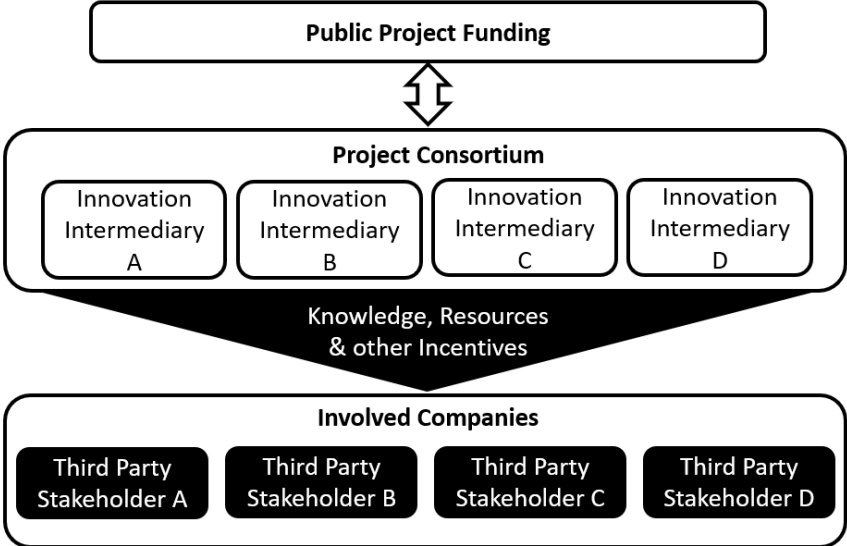 Public Project Funding
Project Consortium
Innovation
Intermediary
A
Innovation
Intermediary
B
Innovation
Intermediary
C
Innovation
Intermediary
D
Knowledge, Resources
& other Incentives
Involved Companies
Third Party
Stakeholder A
Third Party
Stakeholder B
Third Party
Stakeholder C
Third Party
Stakeholder D